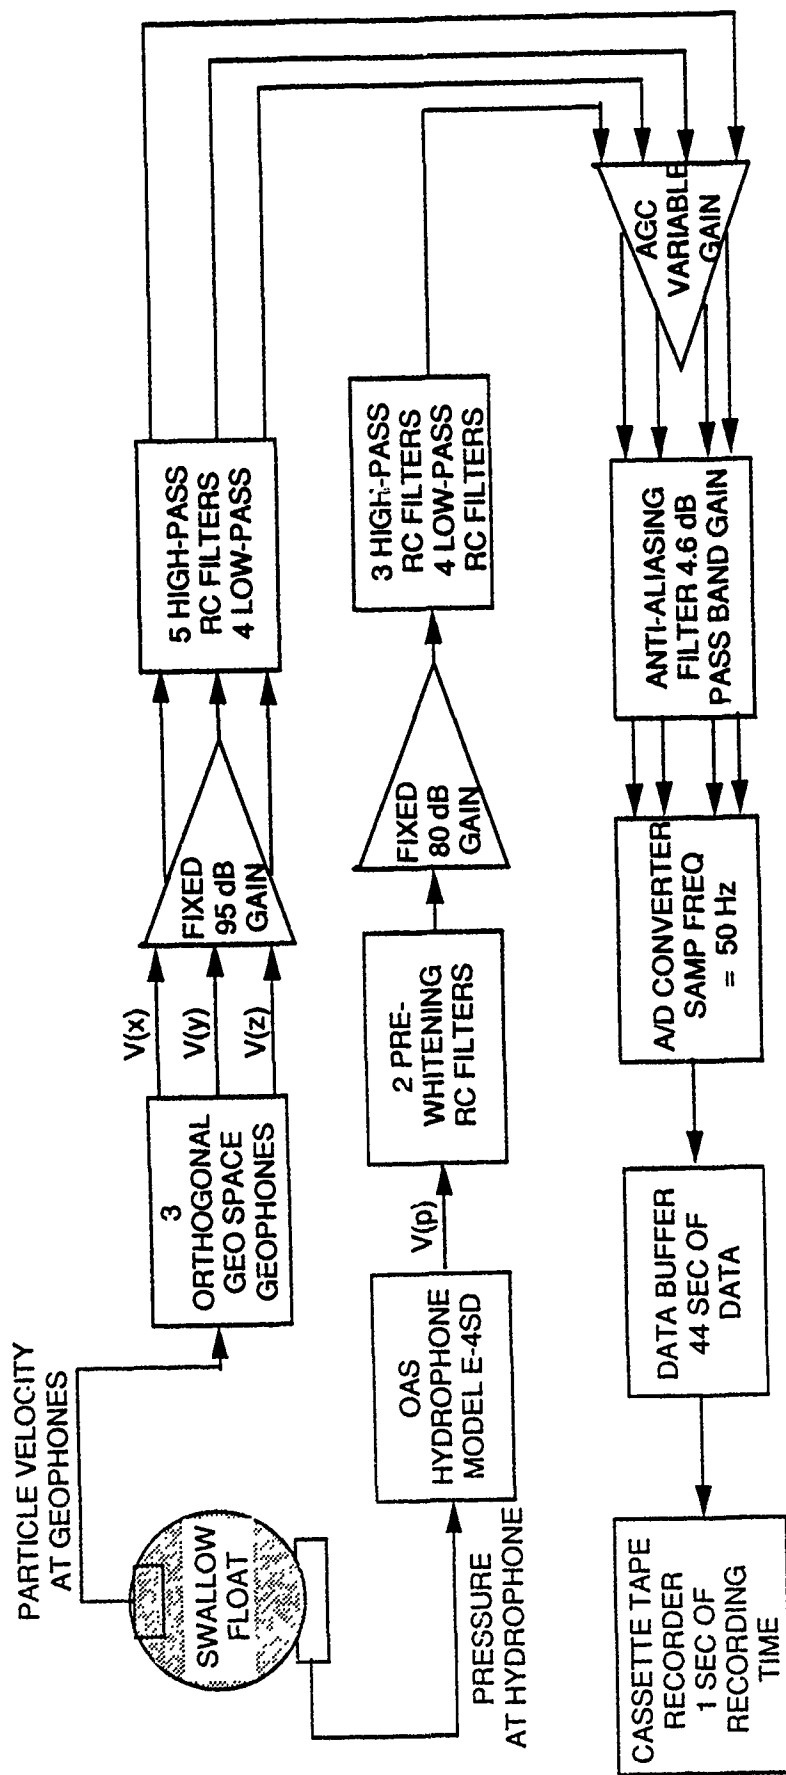 PARTICLE VELOCITY
AT GEOPHONES
SWALLOW
FLOAT
PRESSURE
AT HYDROPHONE
3
ORTHOGONAL
GEO SPACE
GEOPHONES
V(x)
V(y)
V(z)
FIXED
95 dB
GAIN
5 HIGH-PASS
RC FILTERS
4 LOW-PASS
OAS
HYDROPHONE
MODEL E-4SD
V(p)
2 PRE-
WHITENING
RC FILTERS
FIXED
80 dB
GAIN
3 HIGH-PASS
RC FILTERS
4 LOW-PASS
RC FILTERS
AGC
VARIABLE
GAIN
ANTI-ALIASING
FILTER 4.6 dB
PASS BAND GAIN
A/D CONVERTER
SAMP FREQ
= 50 Hz
DATA BUFFER
44 SEC OF
DATA
CASSETTE TAPE
RECORDER
1 SEC OF
RECORDING
TIME